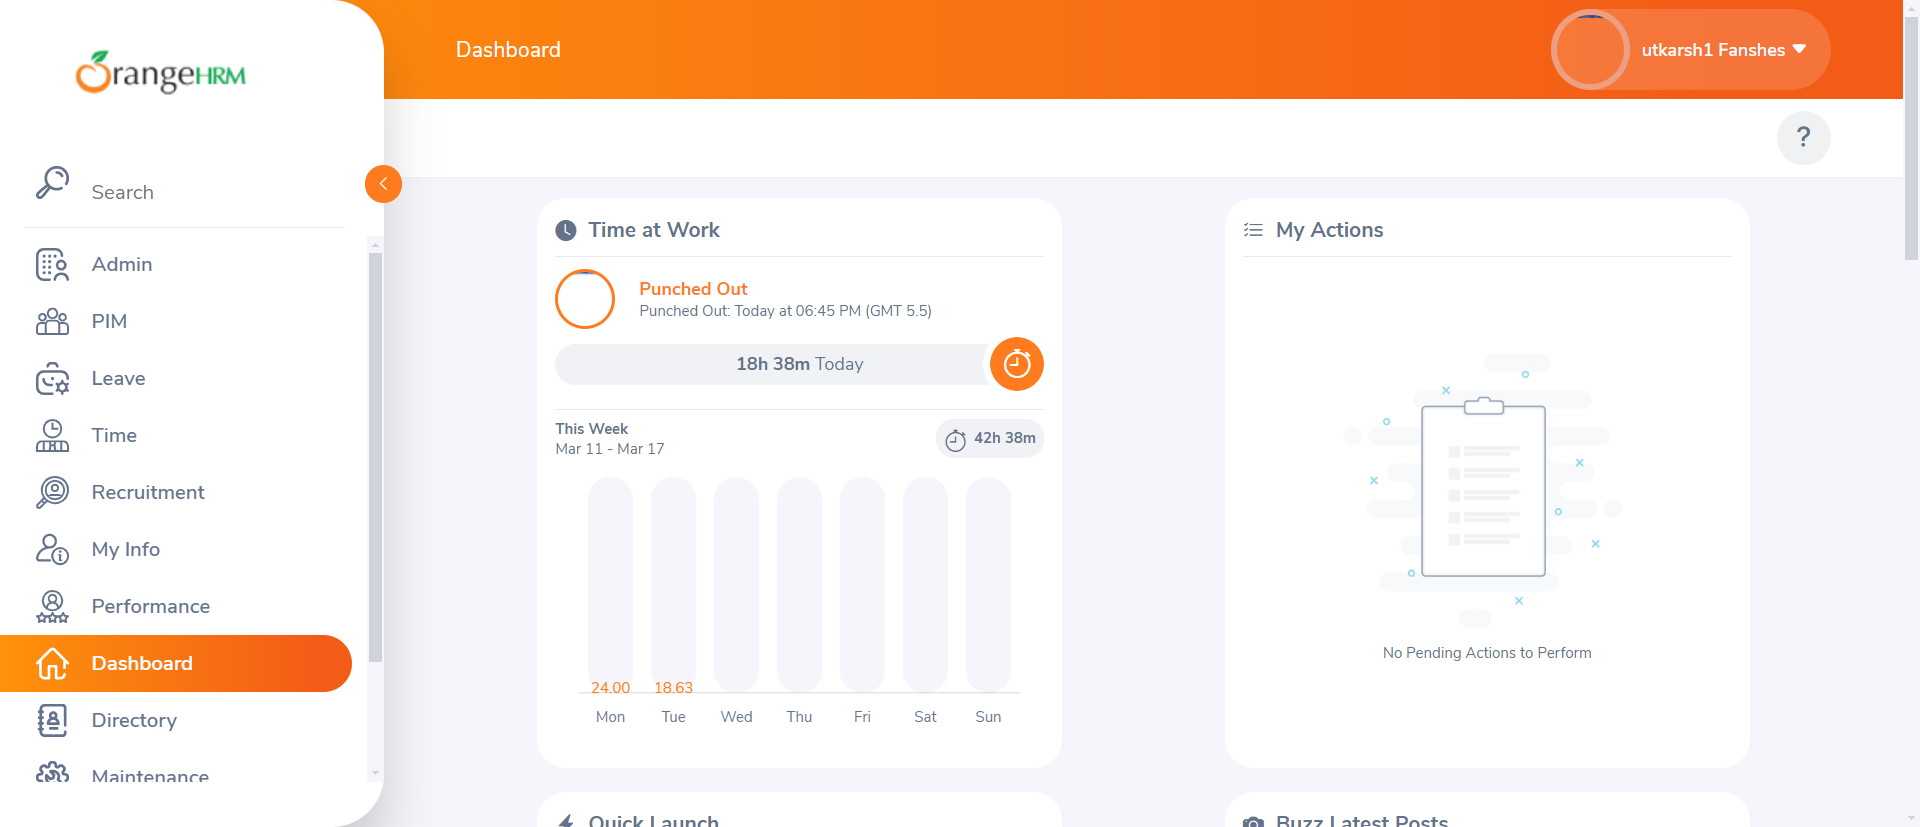 OrangeHRM
Dashboard
utkarsh1 Fanshes
?
Search
Admin
PIM
Leave
Time
Recruitment
My Info
Performance
Dashboard
Directory
Maintenance
Time at Work
Punched Out
Punched Out: Today at 06:45 PM (GMT 5.5)
18h 38m Today
This Week
Mar 11 - Mar 17
42h 38m
24.00 18.63
Mon Tue Wed Thu Fri Sat Sun
My Actions
No Pending Actions to Perform
Quick Launch
Buzz Latest Posts